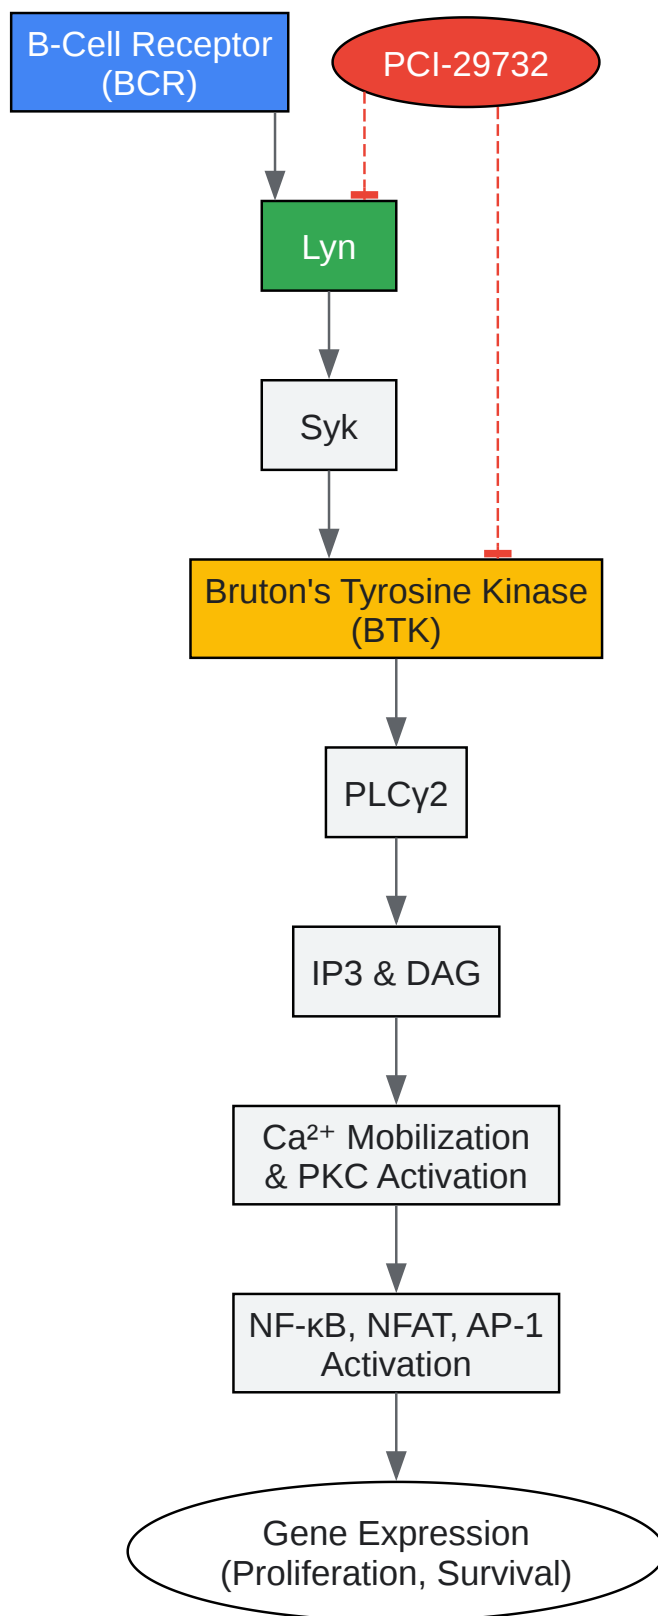 B-Cell Receptor
(BCR)
PCI-29732
Lyn
Syk
Bruton's Tyrosine Kinase
(BTK)
PLCγ2
IP3 & DAG
Ca²⁺ Mobilization
& PKC Activation
NF-κB, NFAT, AP-1
Activation
Gene Expression
(Proliferation, Survival)